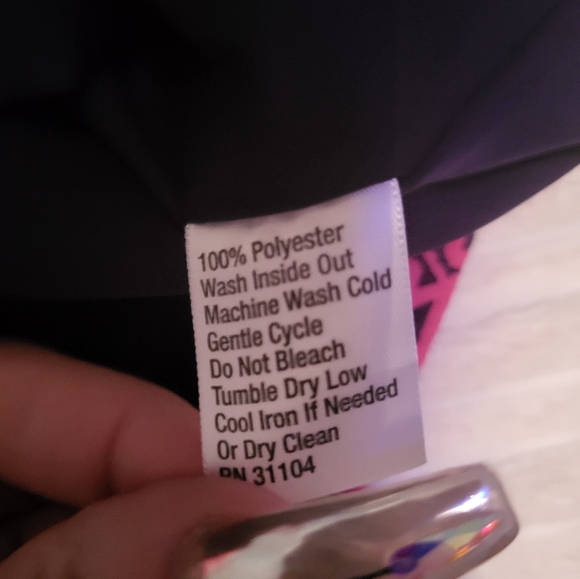 100% Polyester
Wash Inside Out
Machine Wash Cold
Gentle Cycle
Do Not Bleach
Tumble Dry Low
Cool Iron If Needed
Or Dry Clean
RN 31104